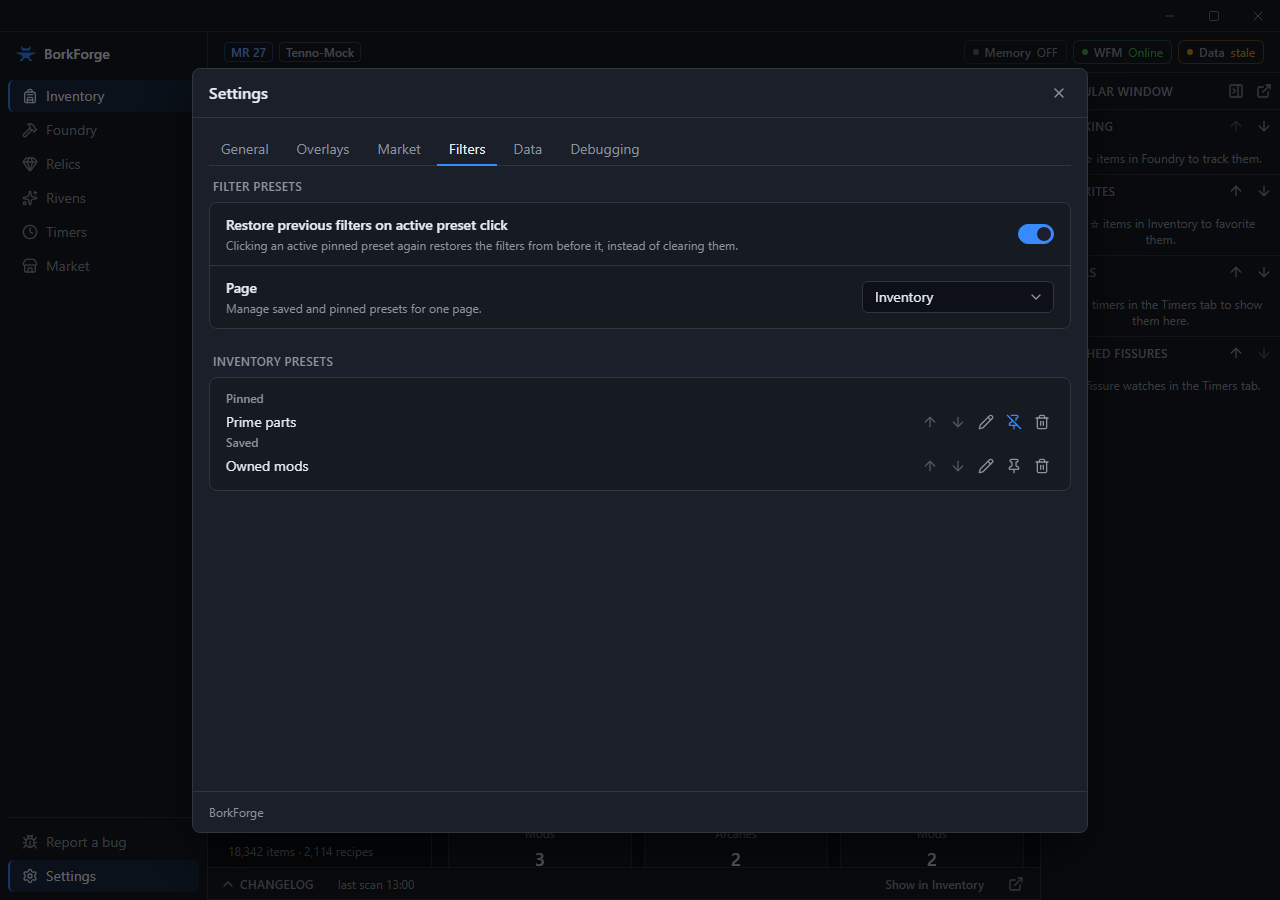 BorkForge
MR 27
Tenno-Mock
Memory OFF
WFM Online
Data stale
Inventory
Foundry
Relics
Rivens
Timers
Market
Report a bug
Settings
Settings
General
Overlays
Market
Filters
Data
Debugging
FILTER PRESETS
Restore previous filters on active preset click
Clicking an active pinned preset again restores the filters from before it, instead of clearing them.
Page
Manage saved and pinned presets for one page.
Inventory
INVENTORY PRESETS
Pinned
Prime parts
Saved
Owned mods
BorkForge
WINDOW
items in Foundry to track them.
☆ items in Inventory to favorite
them.
timers in the Timers tab to show
them here.
FISSURES
watches in the Timers tab.
Mods
Arcanes
Mods
18,342 items · 2,114 recipes
3
2
2
CHANGELOG
last scan 13:00
Show in Inventory